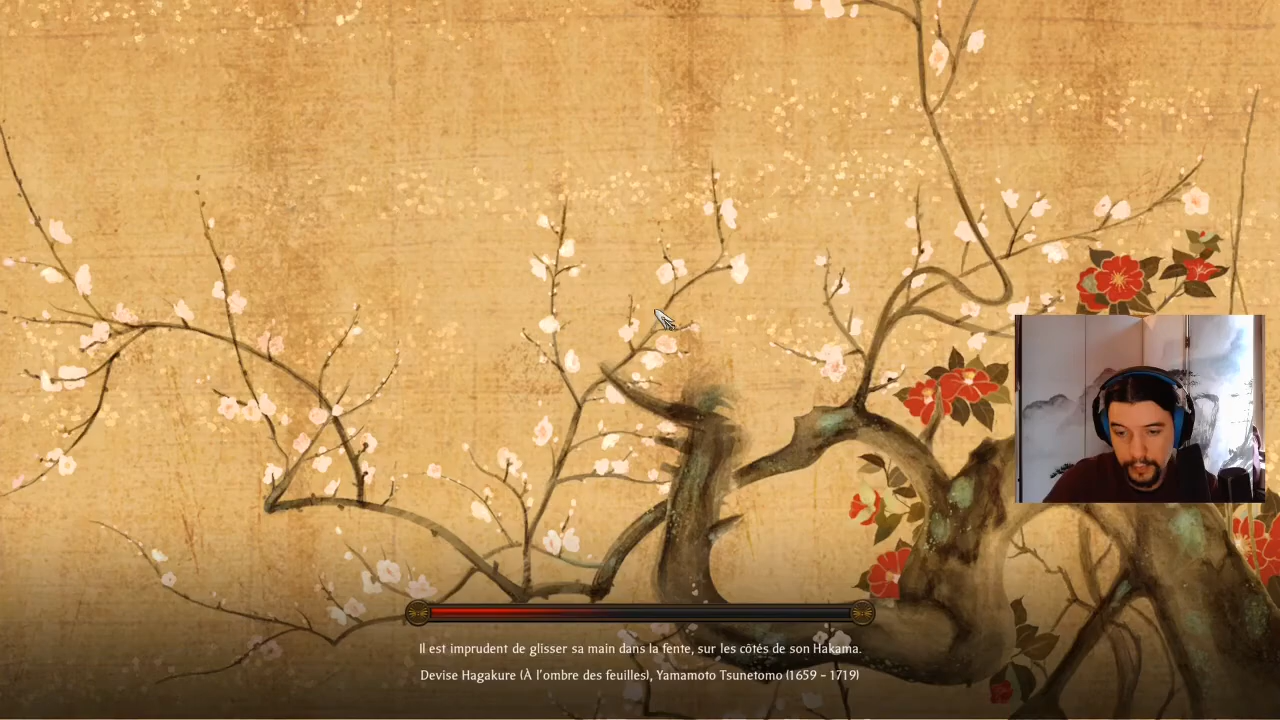 Il est imprudent de glisser sa main dans la fente, sur les côtés de son Hakama.
Devise Hagakure (À l'ombre des feuilles), Yamamoto Tsunetomo (1659 - 1719)